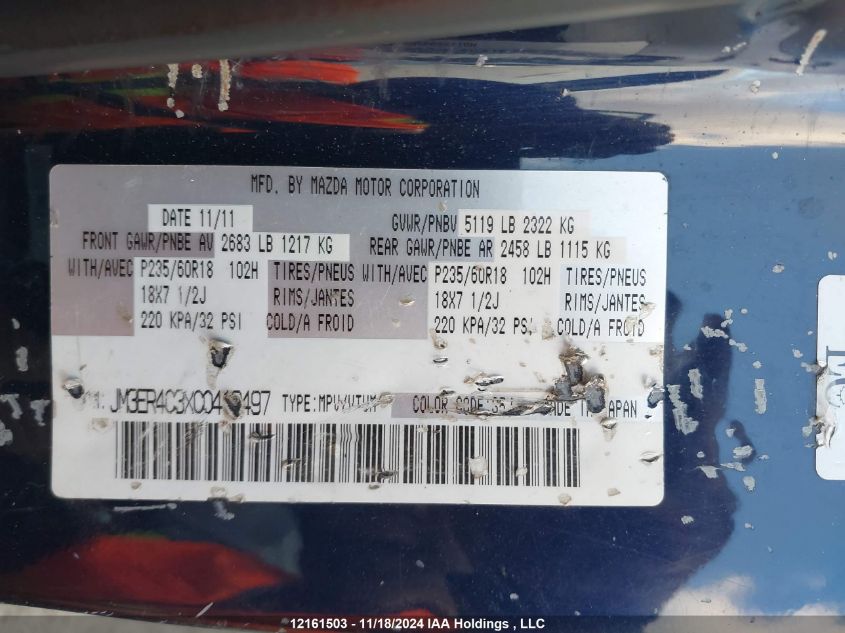 MFD. BY MAZDA MOTOR CORPORATION
DATE 11/11 GVWR/PNBV 5119 LB 2322 KG
FRONT GAWR/PNBE AV 2683 LB 1217 KG REAR GAWR/PNBE AR 2458 LB 1115 KG
WITH/AVEC P235/60R18 102H TIRES/PNEUS WITH/AVEC P235/60R18 102H TIRES/PNEUS
18X7 1/2J RIMS/JANTES 18X7 1/2J RIMS/JANTES
220 KPA/32 PSI COLD/A FROID 220 KPA/32 PSI COLD/A FROID
COLOR CODE: IN JAPAN
12161503 - 11/18/2024 IAA Holdings , LLC